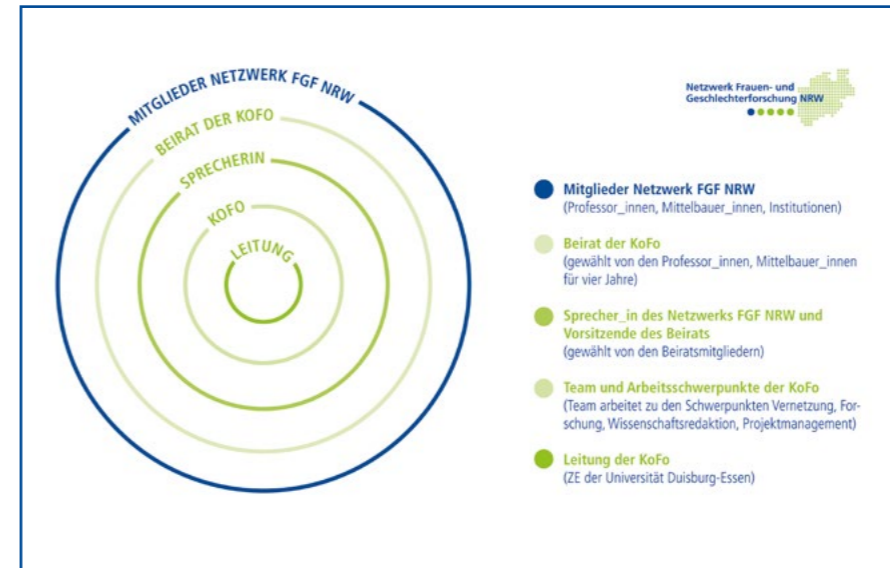 MITGLIEDER NETZWERK FGF NRW
BEIRAT DER KOFO
SPRECHERIN
KOFO
LEITUNG
Netzwerk Frauen- und
Geschlechterforschung NRW
Mitglieder Netzwerk FGF NRW
(Professor_innen, Mittelbauer_innen, Institutionen)
Beirat der KoFo
(gewählt von den Professor_innen, Mittelbauer_innen
für vier Jahre)
Sprecher_in des Netzwerks FGF NRW und
Vorsitzende des Beirats
(gewählt von den Beiratsmitgliedern)
Team und Arbeitsschwerpunkte der KoFo
(Team arbeitet zu den Schwerpunkten Vernetzung, For-
schung, Wissenschaftsredaktion, Projektmanagement)
Leitung der KoFo
(ZE der Universität Duisburg-Essen)